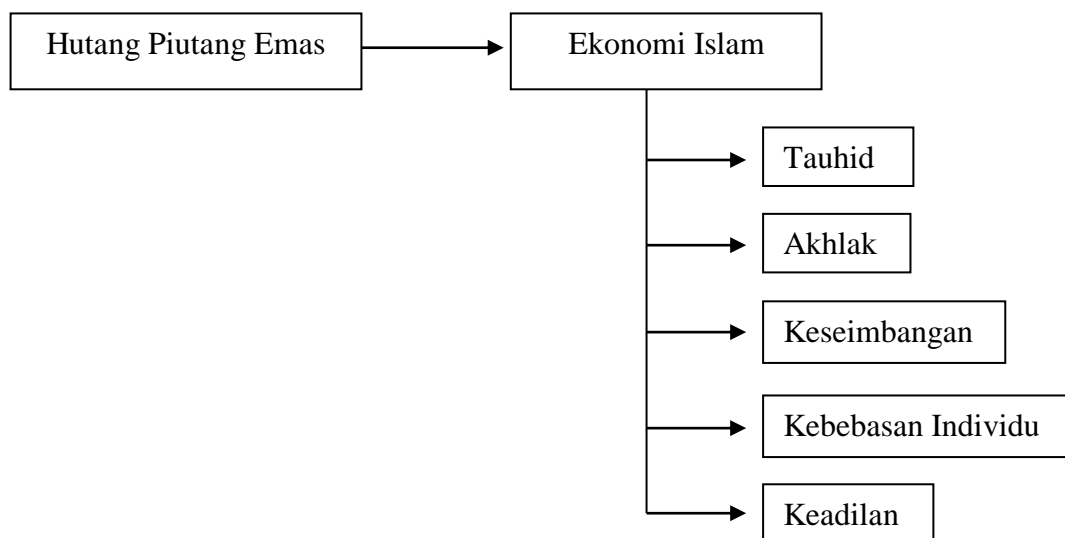 Hutang Piutang Emas
Ekonomi Islam
Tauhid
Akhlak
Keseimbangan
Kebebasan Individu
Keadilan